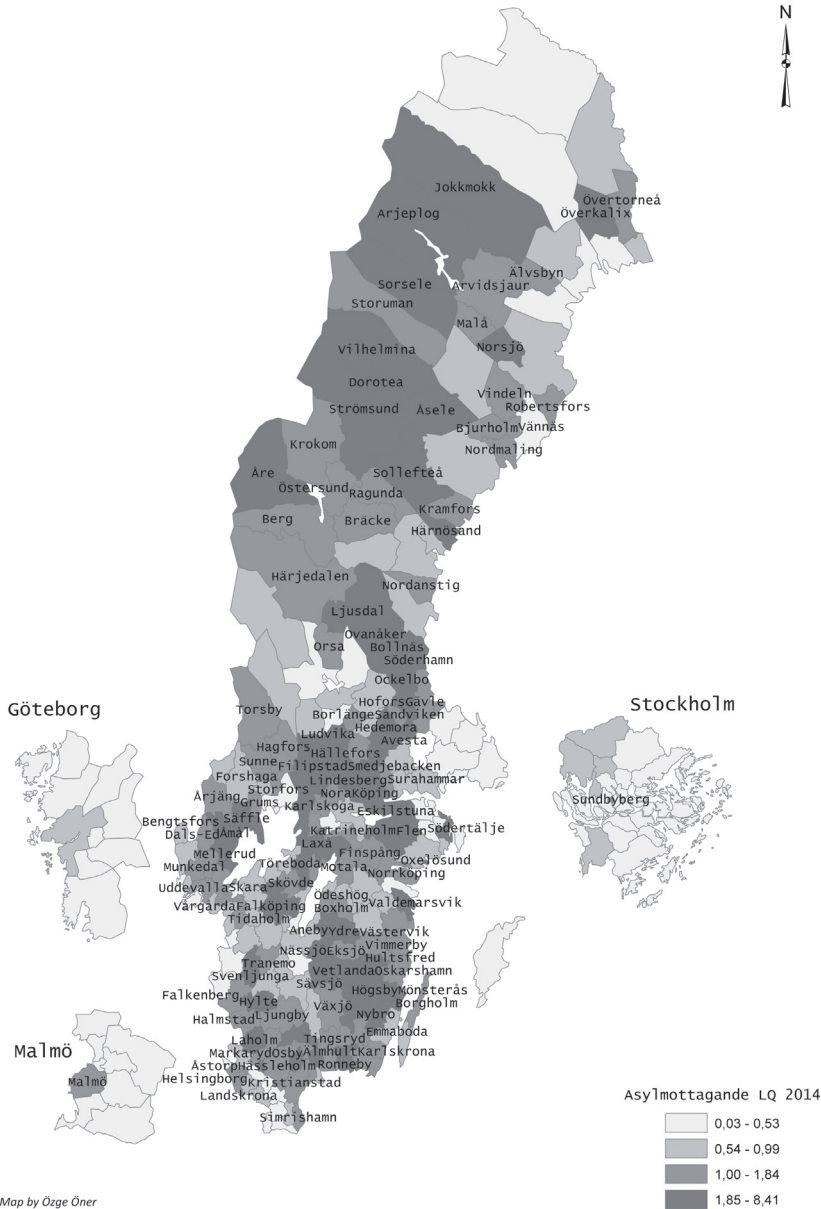 N
Jokkmokk
Övertorneå
Arjeplog
Överkalix
Älvsbyn
Sorsele
Arvidsjaur
Storuman
Malå
Vilhelmina
Norsjö
Dorotea
Vindeln
Strömsund
Åsele
Robertsfors
Bjurholm
Vännäs
Krokom
Nordmaling
Åre
Sollefteå
Östersund
Ragunda
Kramfors
Berg
Bräcke
Härnösand
Härjedalen
Nordanstig
Ljusdal
Ovanåker
Orsa
Bollnäs
Söderhamn
Ockelbo
Göteborg
Torsby
Hofors
Gävle
Stockholm
Borlänge
Sandviken
Hedemora
Ludvika
Avesta
Hagfors
Hällefors
Sunne
Filipstad
Smedjebacken
Forshaga
Lindesberg
Surahammar
Storfors
Nora
Köping
Årjäng
Grums
Karlskoga
Eskilstuna
Sundbyberg
Bengtsfors
Saffle
Dals-Ed
Åmål
Katrineholm
Flen
Södertälje
Laxå
Mellerud
Finspång
Oxelösund
Munkedal
Töreboda
Motala
Norrköping
Uddevalla
Skara
Skövde
Ödeshög
Valdemarsvik
Vårgarda
Falköping
Boxholm
Tidaholm
Aneby
Ydre
Västervik
Vimmerby
Nässjö
Eksjö
Hultsfred
Tranemo
Vetlanda
Oskarshamn
Svenljunga
Sävsjö
Högsby
Mönsterås
Falkenberg
Hylte
Växjö
Borgholm
Halmstad
Ljungby
Nybro
Emmaboda
Laholm
Tingsryd
Malmö
Markaryd
Osby
Älmhult
Karlskrona
Åstorp
Hässleholm
Ronneby
Malmö
Helsingborg
Kristianstad
Landskrona
Simrishamn
Asylmottagande LQ 2014
0,03 - 0,53
0,54 - 0,99
1,00 - 1,84
1,85 - 8,41
Map by Özge Öner